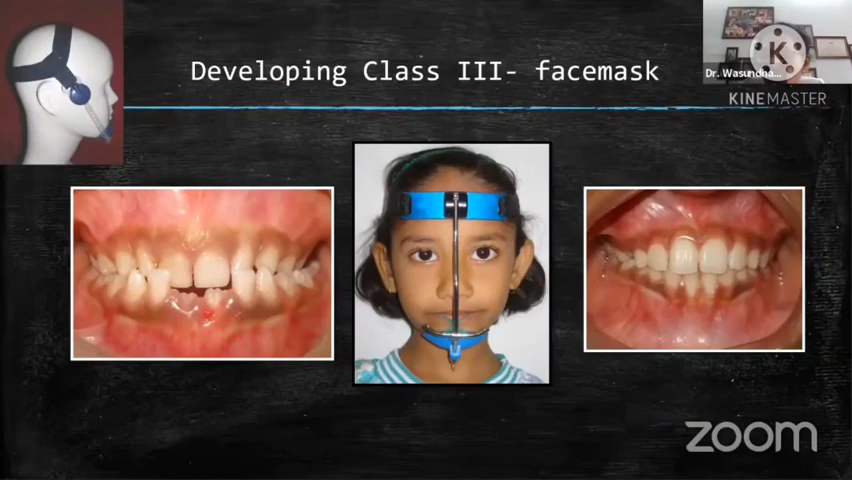 Developing Class III- facemask
K
Dr. Wasundha...
KINEMASTER
zoom